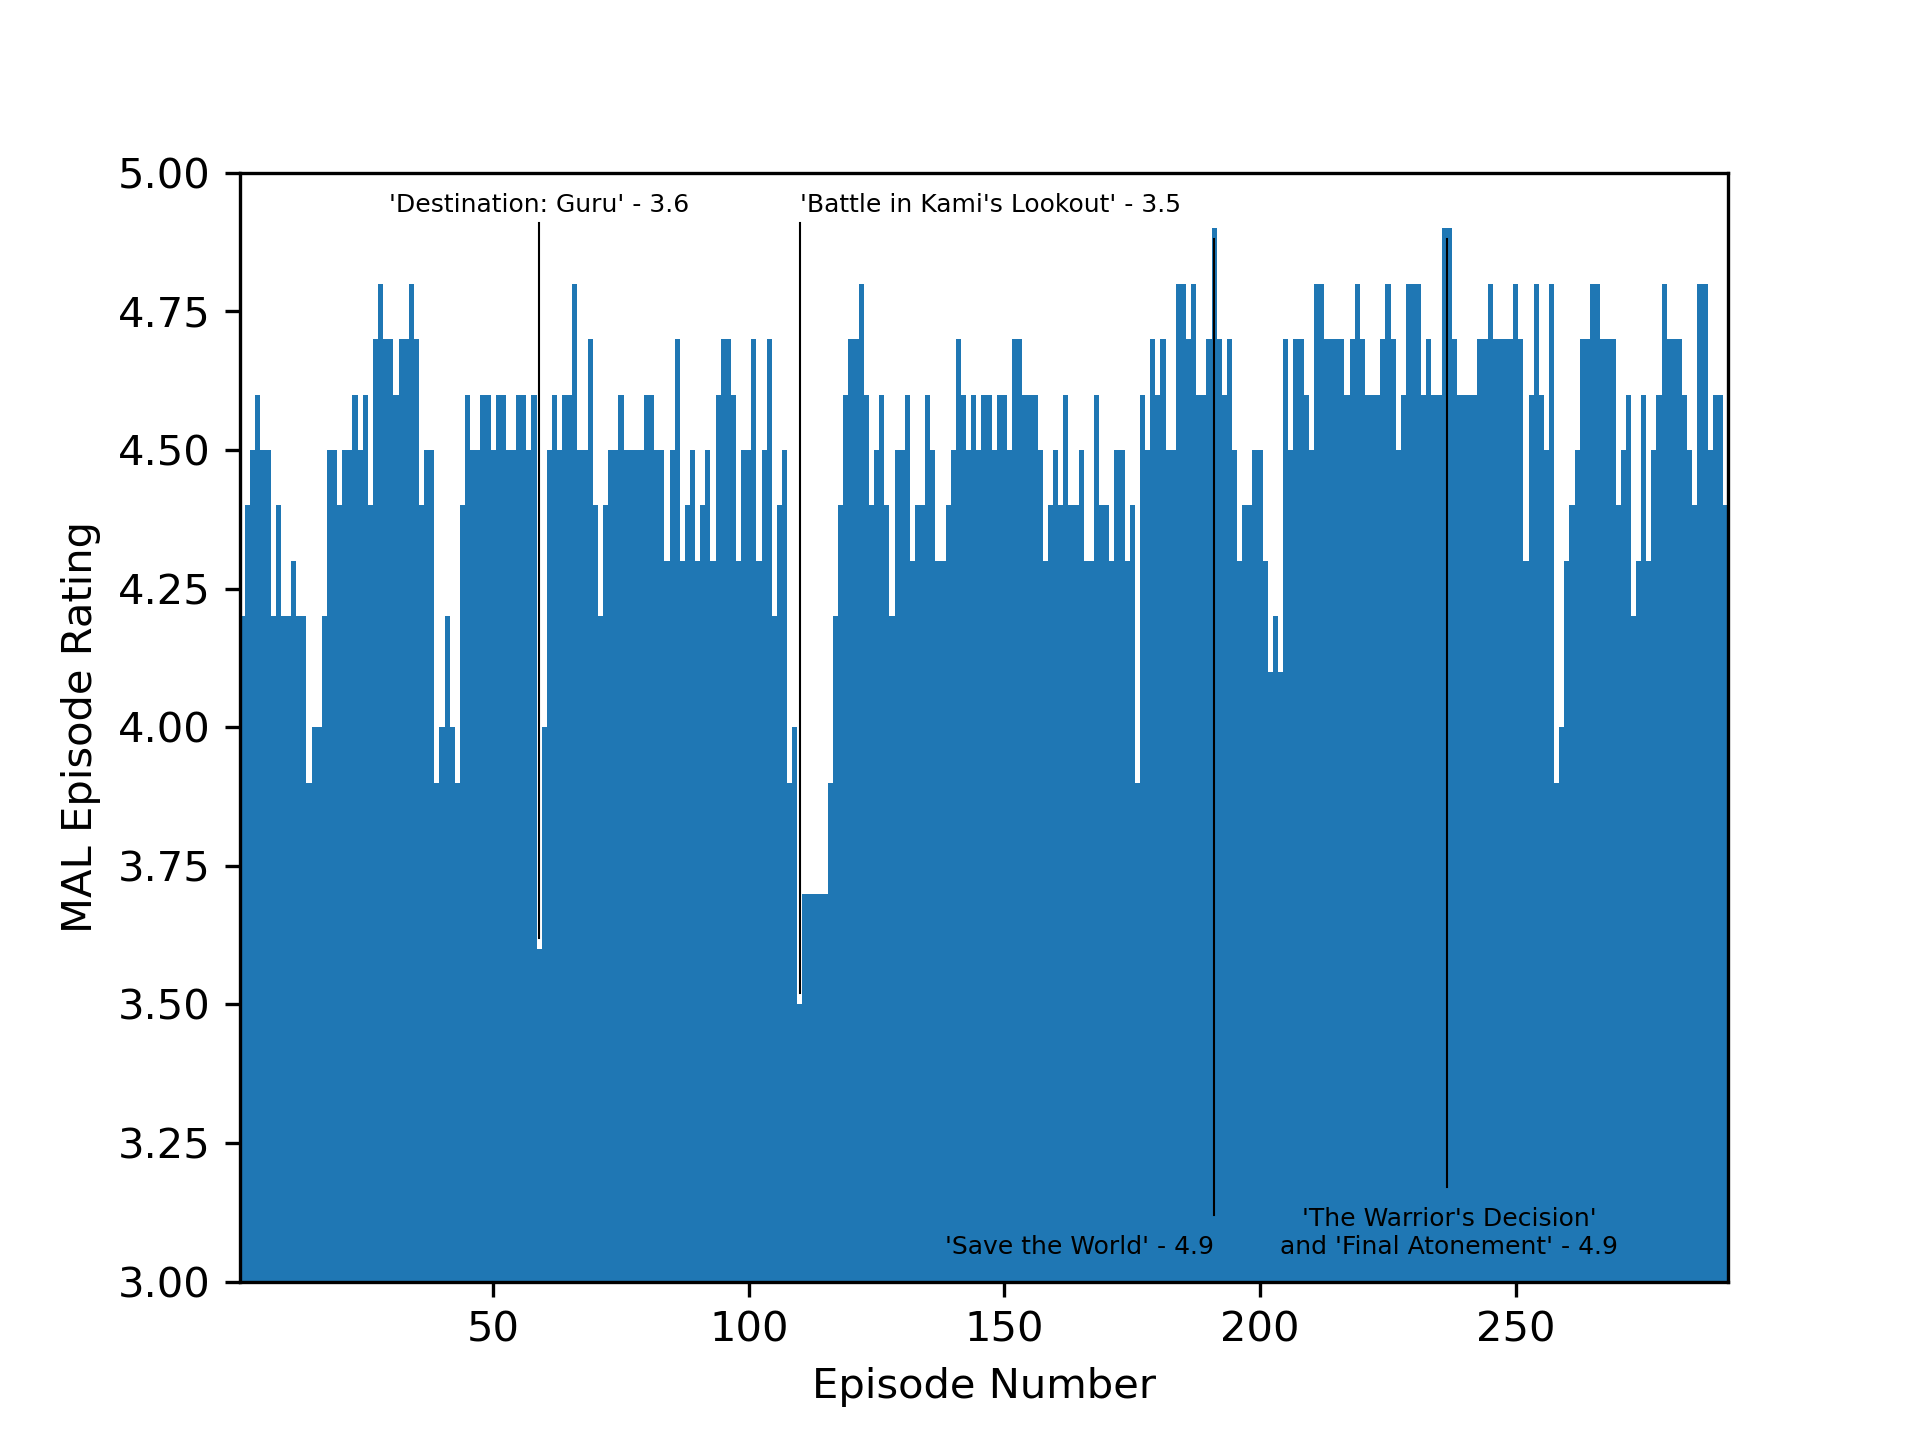 5.00
'Destination: Guru' - 3.6
'Battle in Kami's Lookout' - 3.5
4.75
4.50
4.25
4.00
3.75
3.50
3.25
3.00
MAL Episode Rating
'Save the World' - 4.9
'The Warrior's Decision'
and 'Final Atonement' - 4.9
50 100 150 200 250
Episode Number